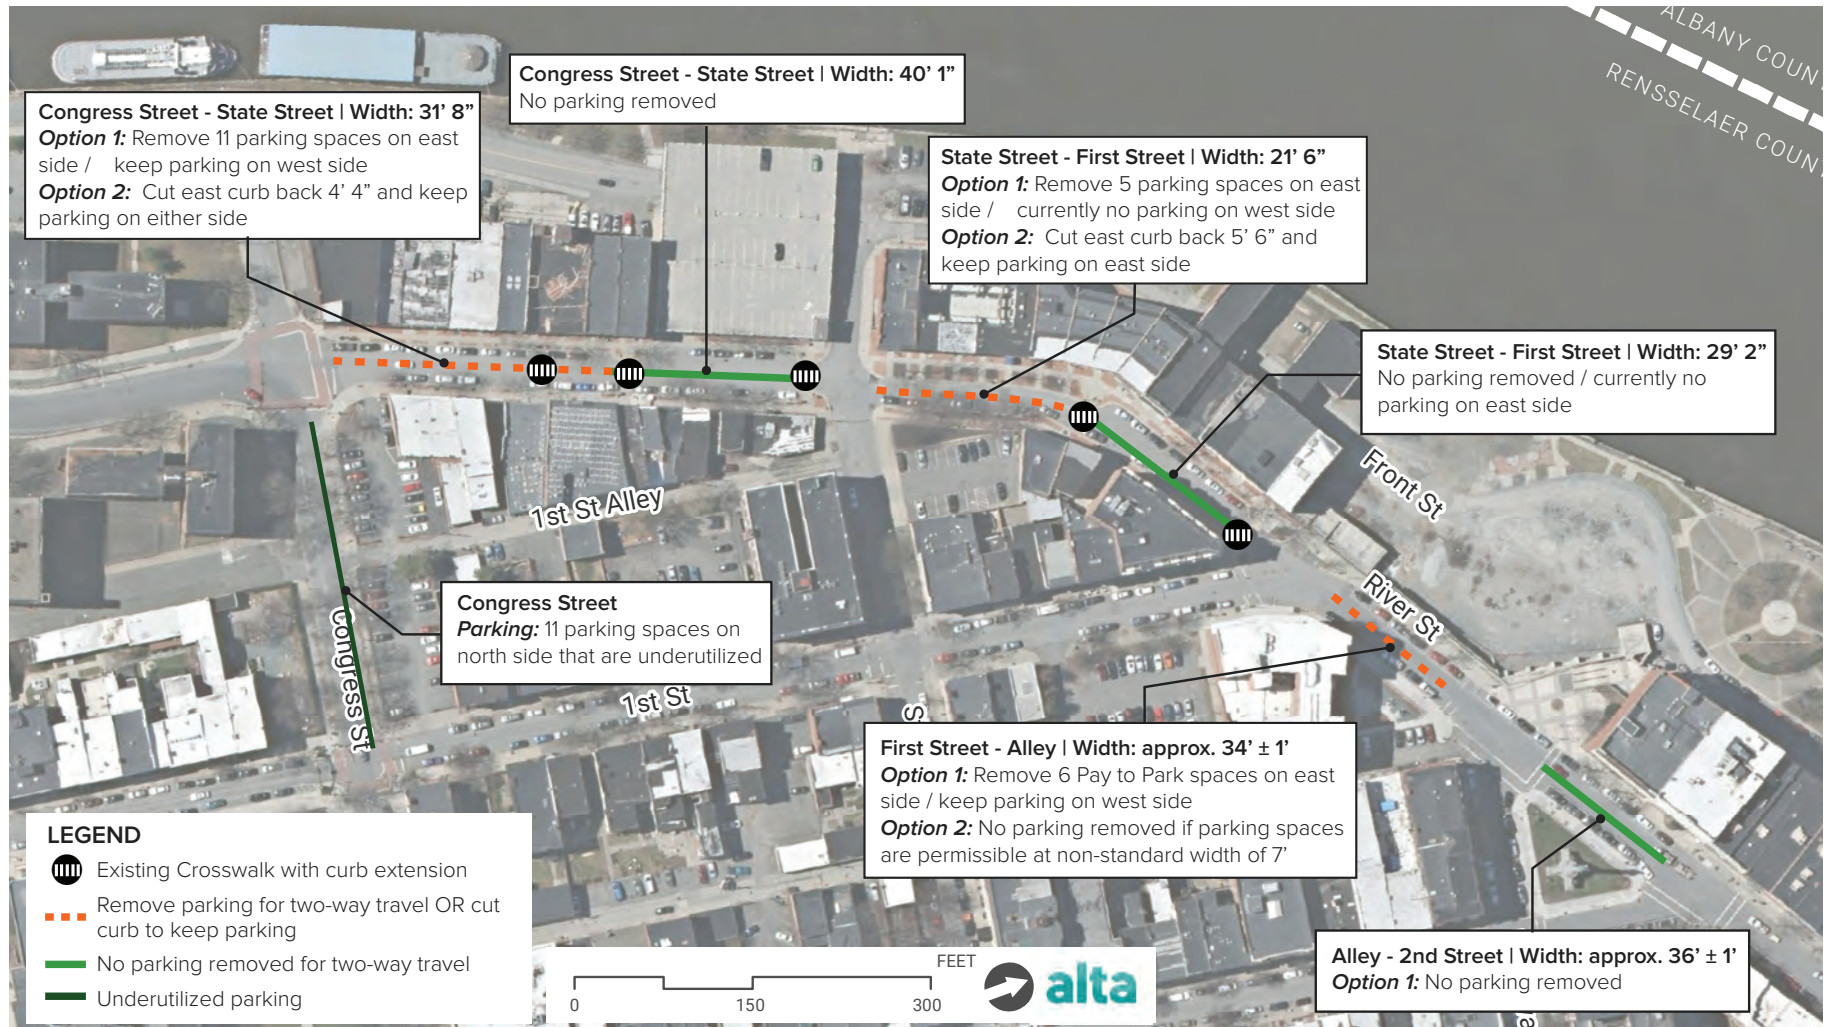 ALBANY COUN
RENSSELAER COUNT
Congress Street - State Street | Width: 40’ 1”
No parking removed
Congress Street - State Street | Width: 31’ 8”
Option 1: Remove 11 parking spaces on east
side / keep parking on west side
Option 2: Cut east curb back 4’ 4” and keep
parking on either side
State Street - First Street | Width: 21’ 6”
Option 1: Remove 5 parking spaces on east
side / currently no parking on west side
Option 2: Cut east curb back 5’ 6” and
keep parking on east side
State Street - First Street | Width: 29’ 2”
No parking removed / currently no
parking on east side
Front St
1st St Alley
River St
Congress Street
Parking: 11 parking spaces on
north side that are underutilized
Congress St
1st St
S
First Street - Alley | Width: approx. 34’ ± 1’
Option 1: Remove 6 Pay to Park spaces on east
side / keep parking on west side
Option 2: No parking removed if parking spaces
are permissible at non-standard width of 7’
Alley - 2nd Street | Width: approx. 36’ ± 1’
Option 1: No parking removed
LEGEND
Existing Crosswalk with curb extension
Remove parking for two-way travel OR cut
curb to keep parking
No parking removed for two-way travel
Underutilized parking
FEET
0 150 300
alta